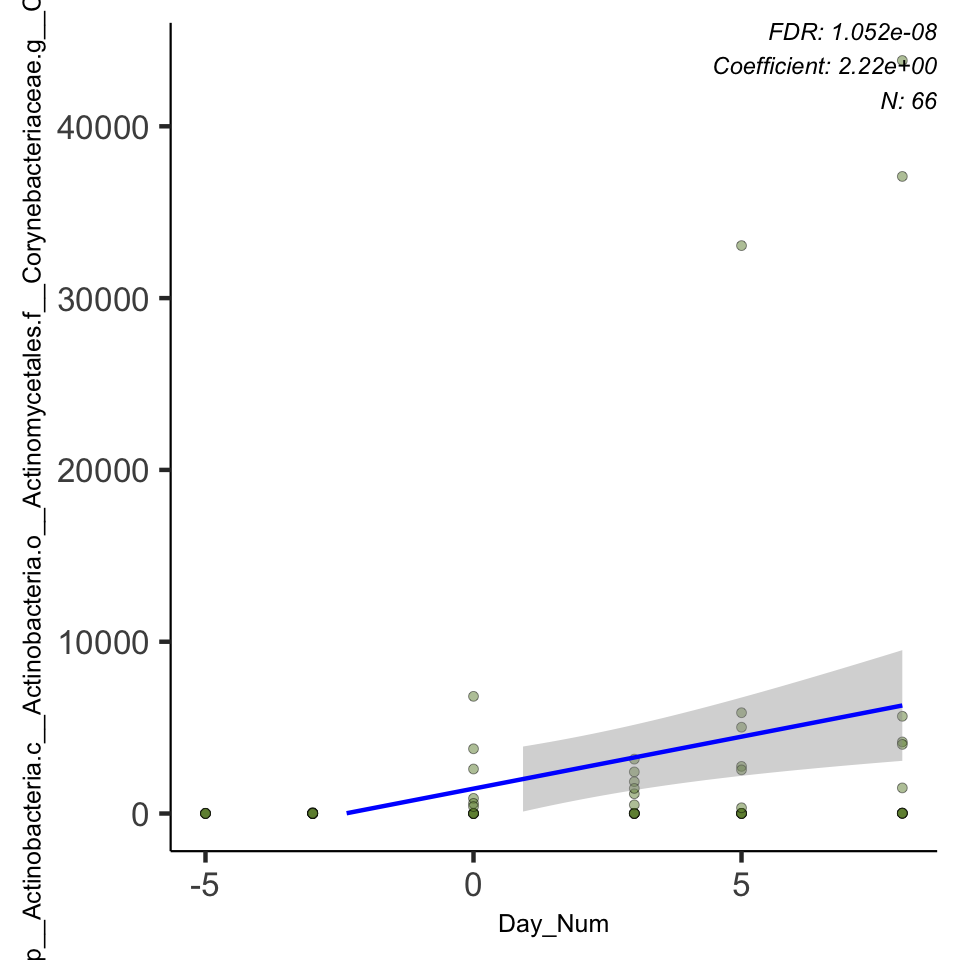 FDR: 1.052e-08
Coefficient: 2.22e+00
N: 66
p__Actinobacteria.c__Actinobacteria.o__Actinomycetales.f__Corynebacteriaceae.g__C
40000
30000
20000
10000
0
-5
0
5
Day_Num